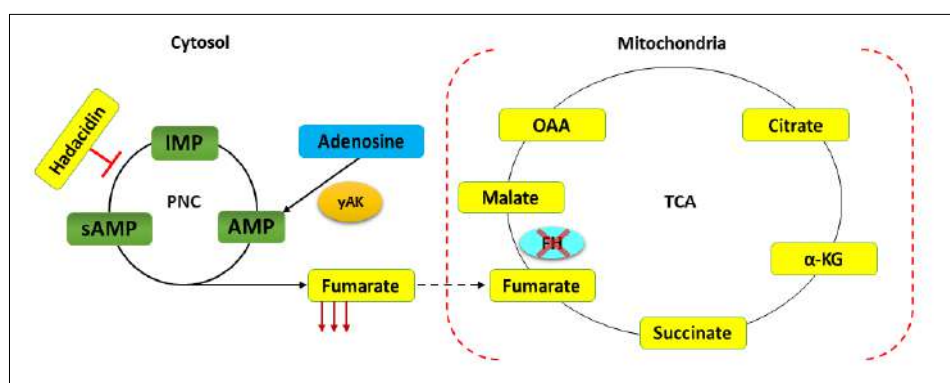 Cytosol
Mitochondria
Hadacidin
IMP
Adenosine
OAA
Citrate
PNC
yAK
Malate
TCA
sAMP
AMP
FH
α-KG
Fumarate
Fumarate
Succinate